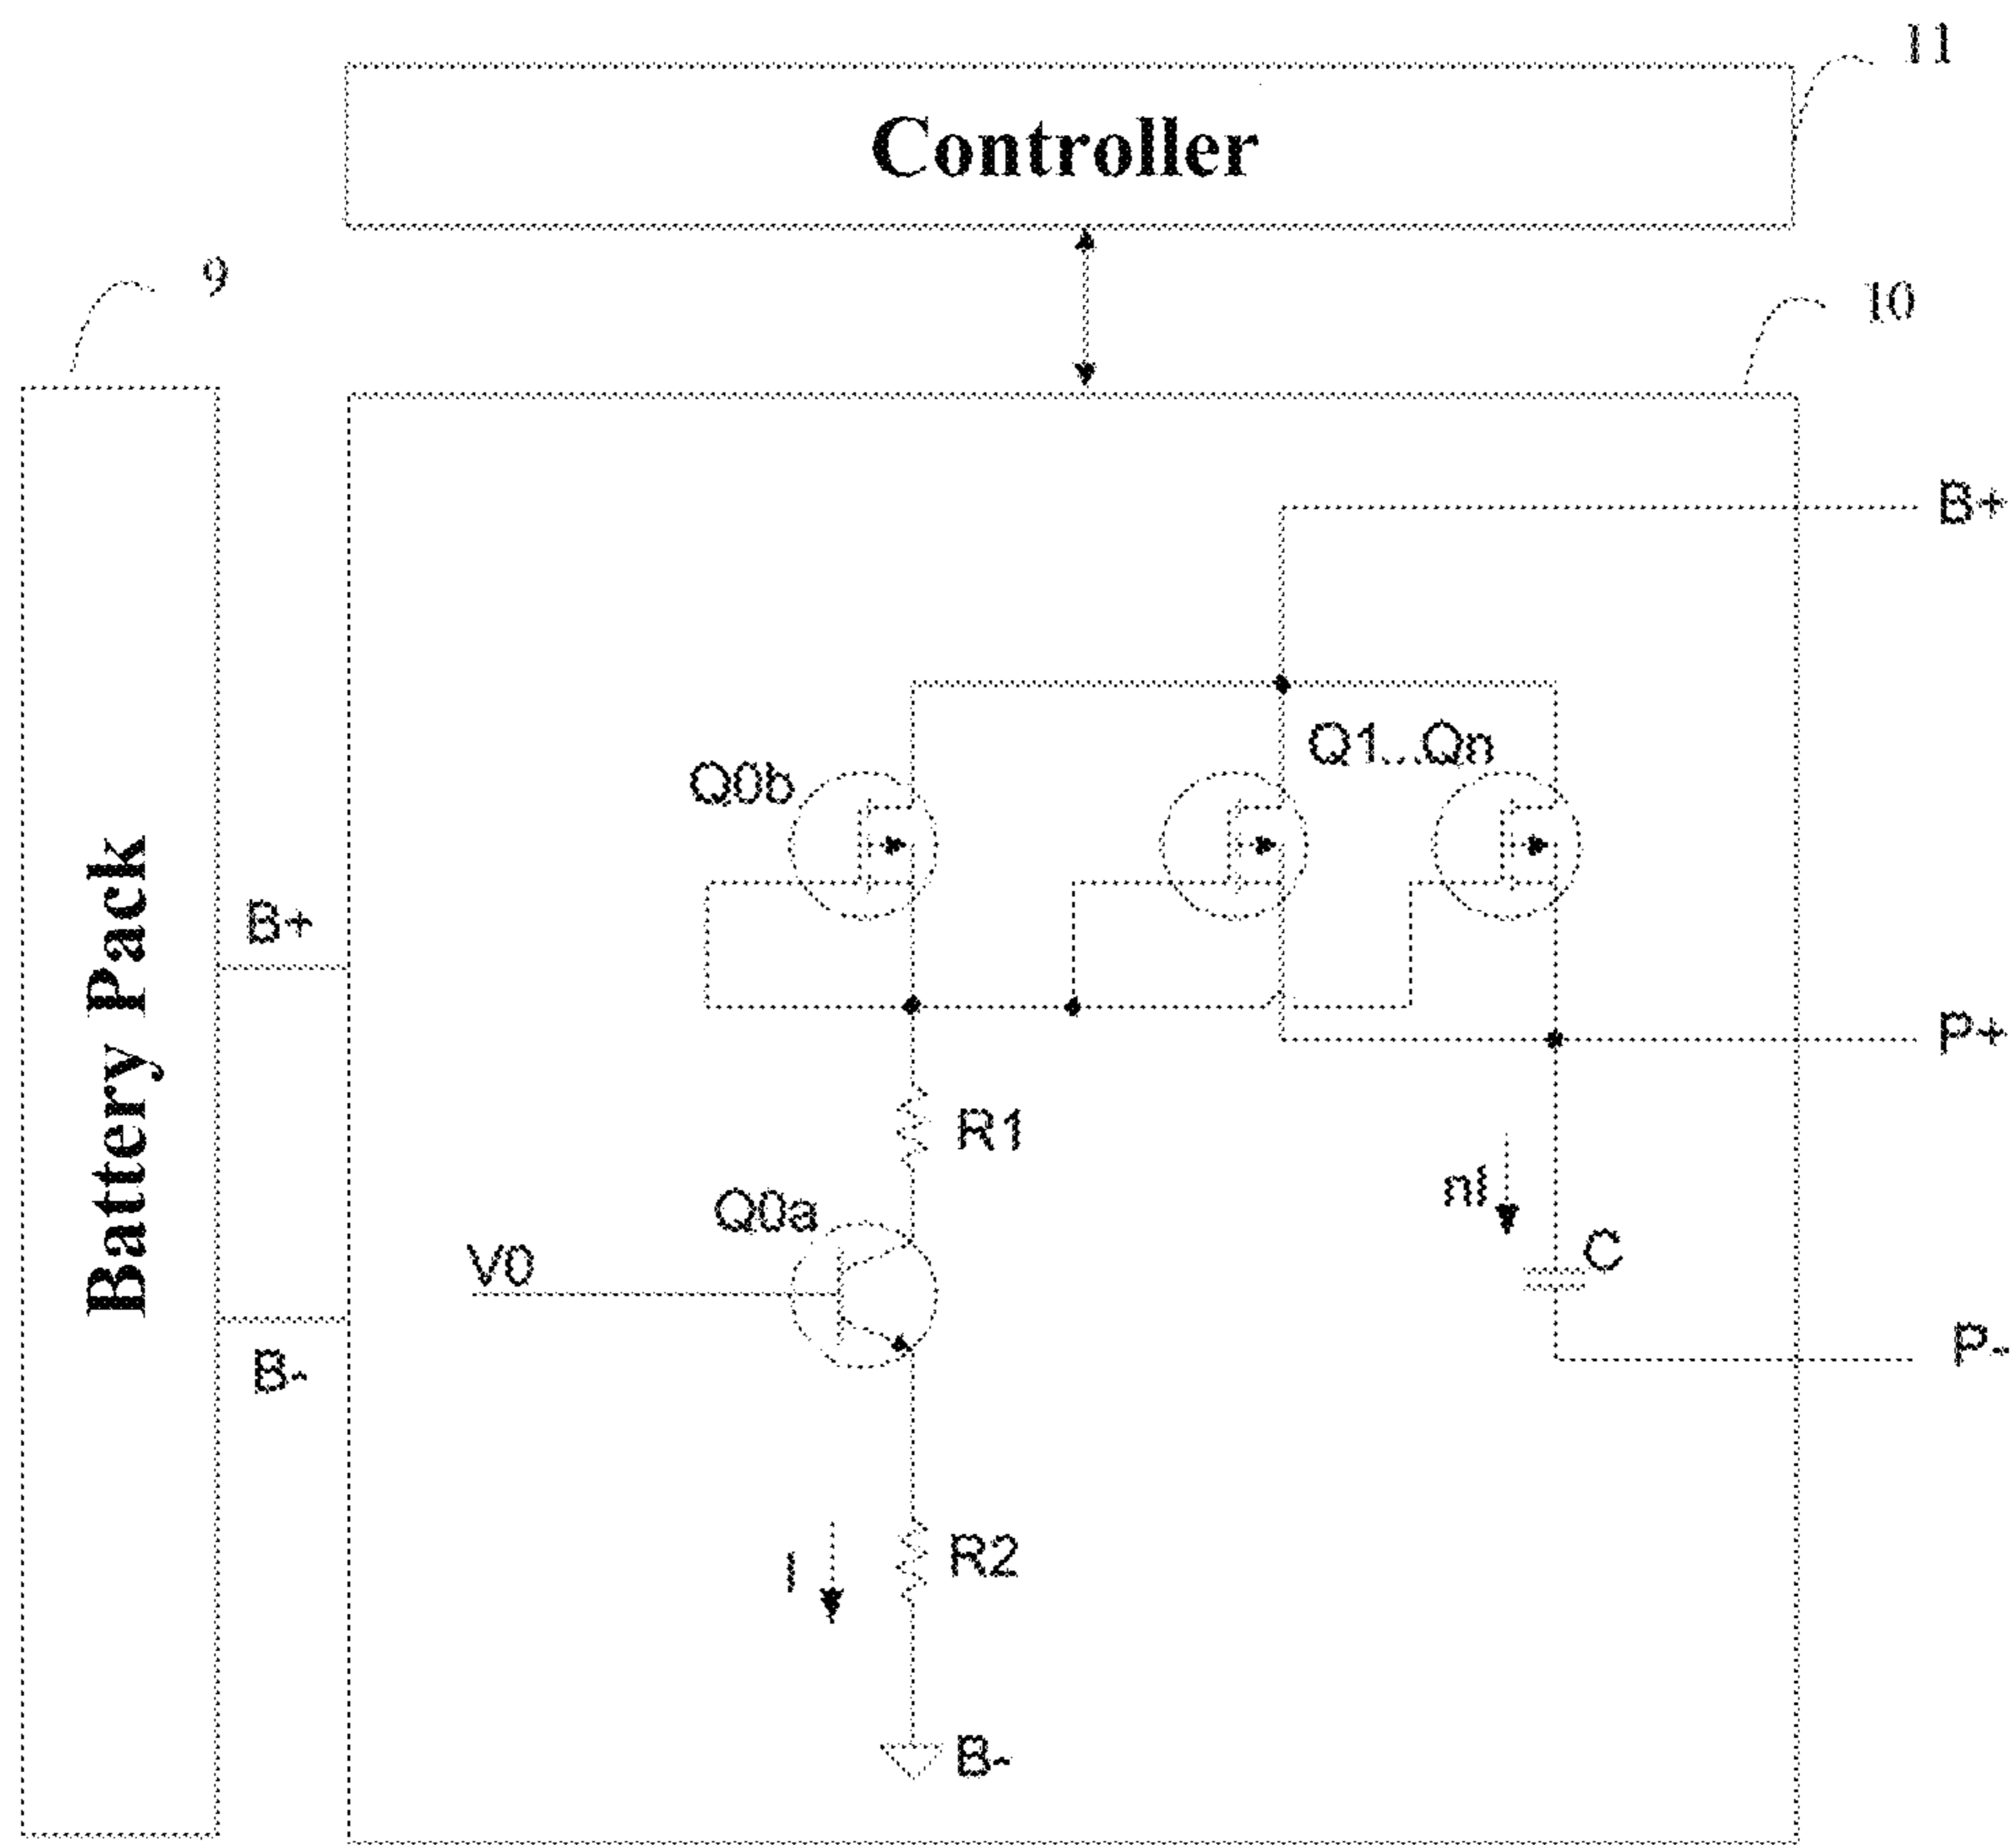 11
Controller
9
10
B+
Q1...Qn
Q0b
Battery Pack
B+
P+
R1
nI
Q0a
C
V0
P-
B-
R2
I
B-